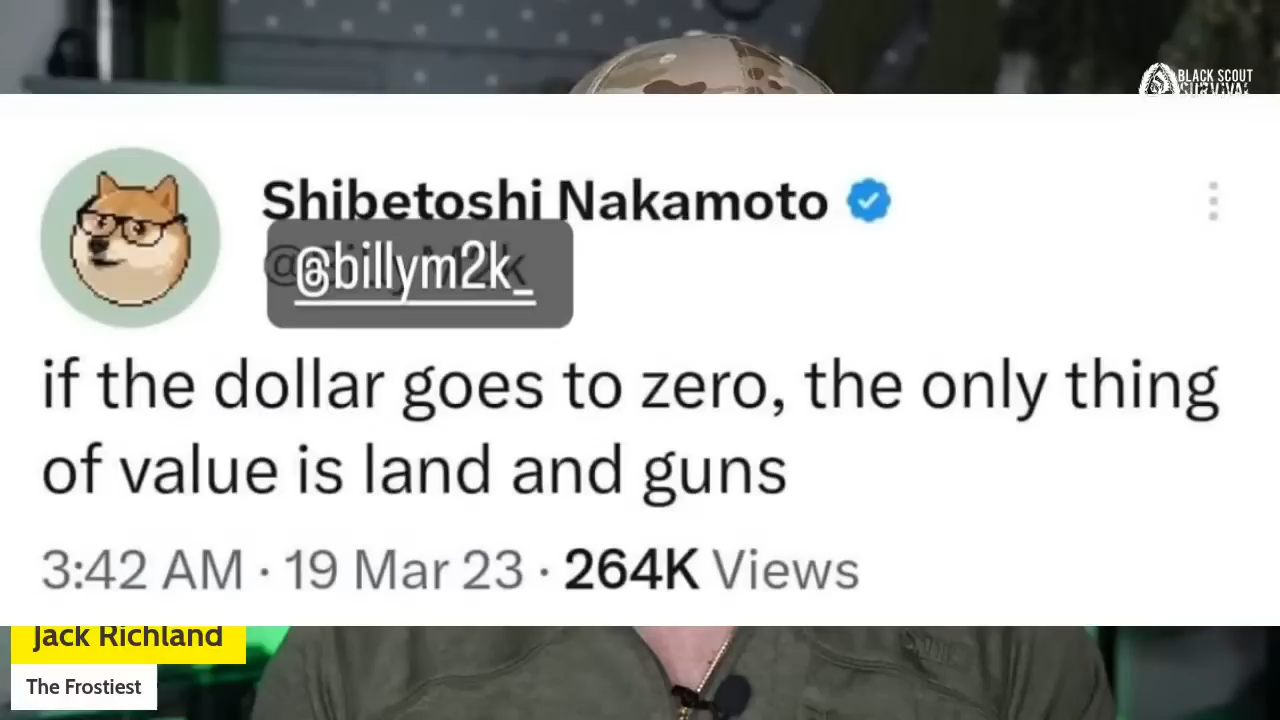 BLACK SCOUT
SURVIVAL
Shibetoshi Nakamoto
@billym2k_
if the dollar goes to zero, the only thing
of value is land and guns
3:42 AM · 19 Mar 23 · 264K Views
Jack Richland
The Frostiest